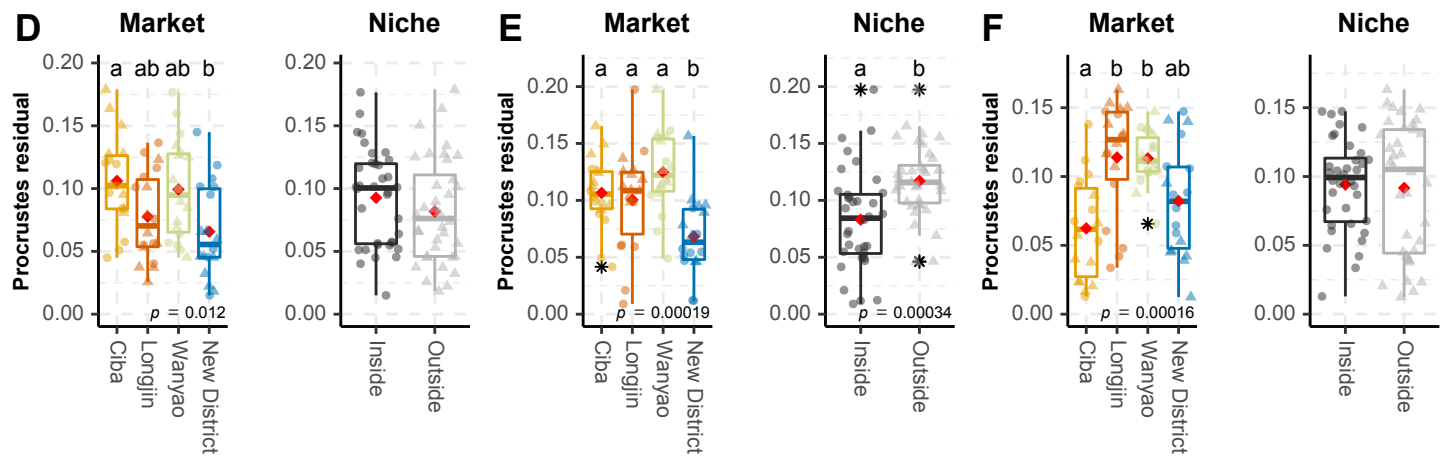 D Market Niche E Market Niche F Market Niche
Procrustes residual
0.20
0.15
0.10
0.05
0.00
a ab ab b
p = 0.012
Ciba
Longjin
Wanyao
New District
0.20
0.15
0.10
0.05
0.00
Inside
Outside
Procrustes residual
0.20
0.15
0.10
0.05
0.00
a a a b
p = 0.00019
Ciba
Longjin
Wanyao
New District
0.20
0.15
0.10
0.05
0.00
a b
p = 0.00034
Inside
Outside
Procrustes residual
0.15
0.10
0.05
0.00
a b b ab
p = 0.00016
Ciba
Longjin
Wanyao
New District
0.15
0.10
0.05
0.00
Inside
Outside